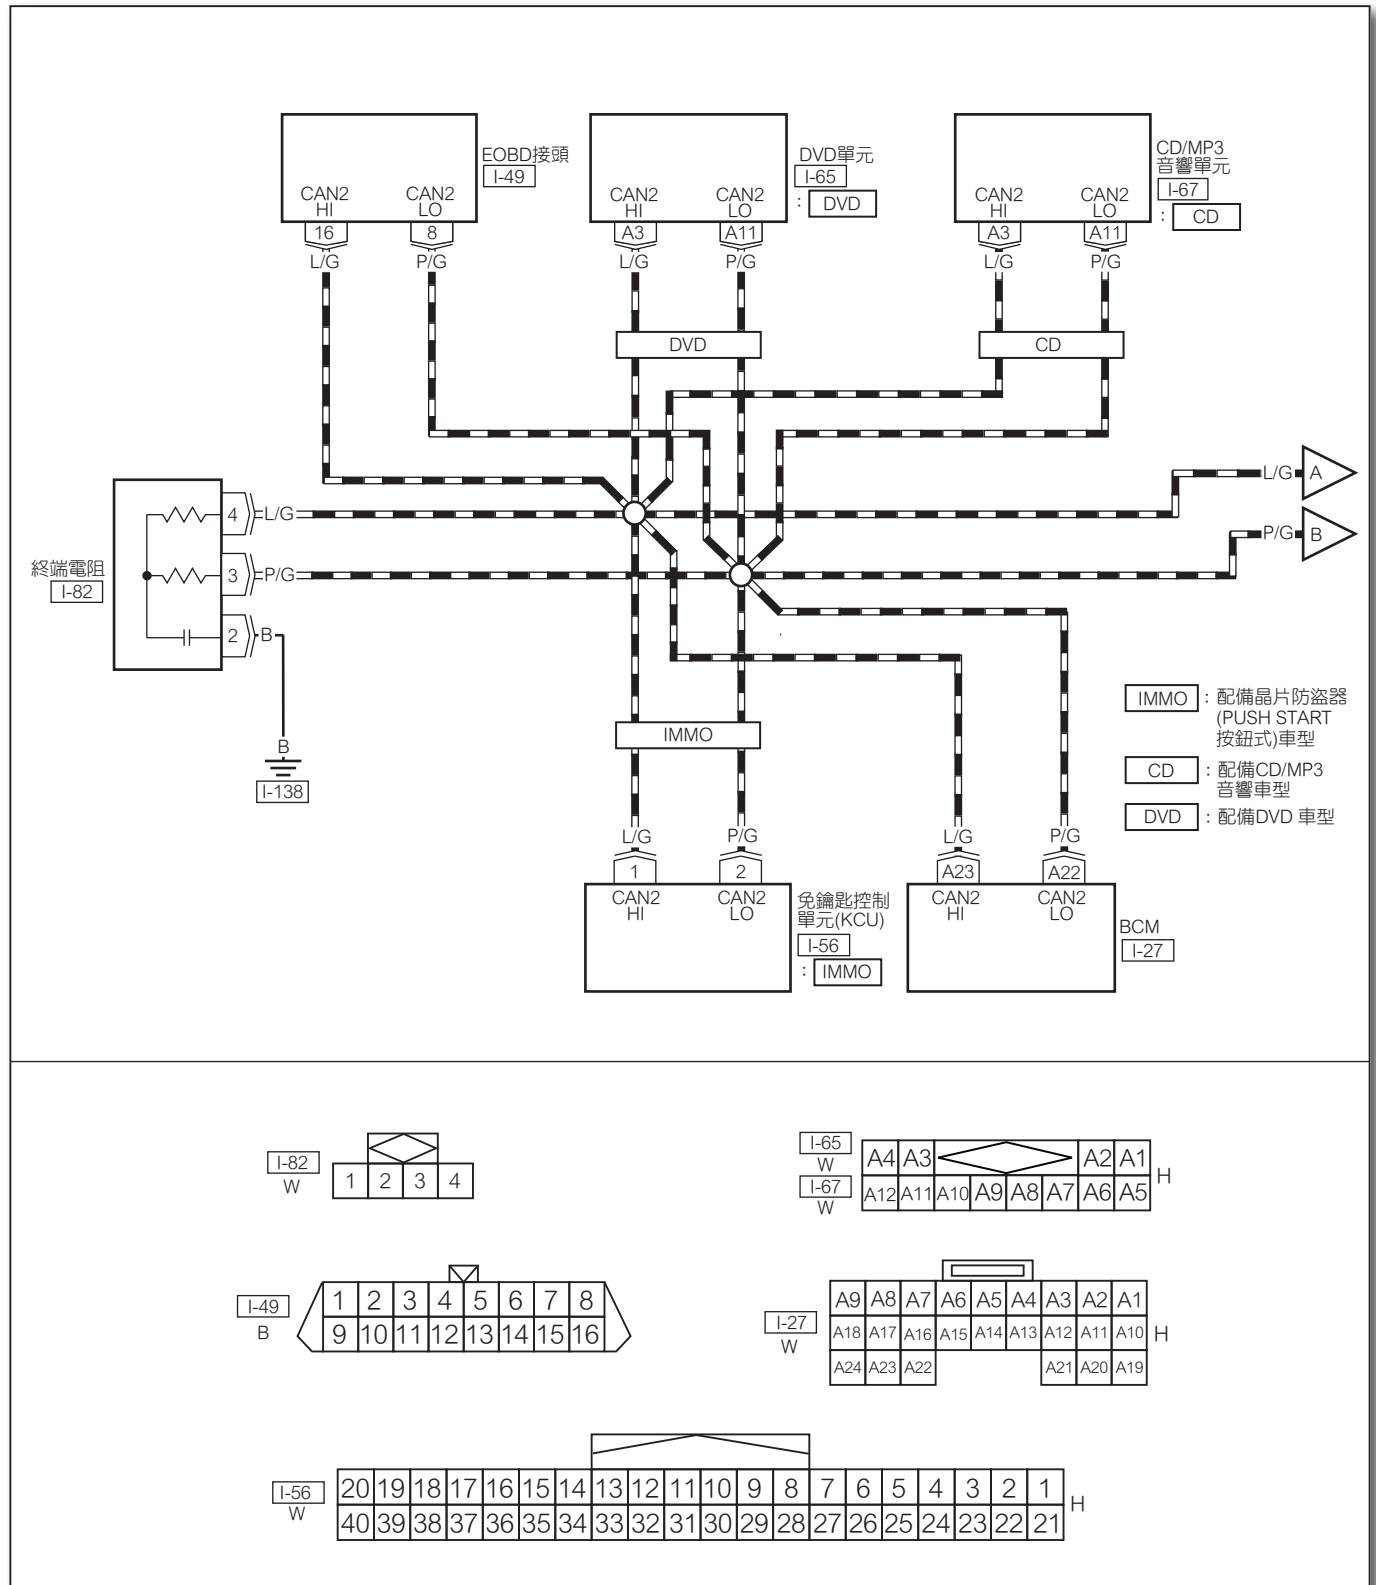 EOBD接頭
I-49
CAN2
HI
CAN2
LO
16
8
L/G
P/G
DVD單元
I-65
: DVD
CAN2
HI
CAN2
LO
A3
A11
L/G
P/G
DVD
CD/MP3
音響單元
I-67
: CD
CAN2
HI
CAN2
LO
A3
A11
L/G
P/G
CD
L/G
A
P/G
B
終端電阻
I-82
4
L/G
3
P/G
2
B
B
I-138
IMMO
L/G
P/G
1
2
CAN2
HI
CAN2
LO
免鑰匙控制
單元(KCU)
I-56
: IMMO
L/G
P/G
A23
A22
CAN2
HI
CAN2
LO
BCM
I-27
IMMO : 配備晶片防盜器
(PUSH START
按鈕式)車型
CD : 配備CD/MP3
音響車型
DVD : 配備DVD 車型
I-82
W
1 2 3 4
I-65
W
I-67
W
A4 A3 A2 A1
A12 A11 A10 A9 A8 A7 A6 A5
H
I-49
B
1 2 3 4 5 6 7 8
9 10 11 12 13 14 15 16
I-27
W
A9 A8 A7 A6 A5 A4 A3 A2 A1
A18 A17 A16 A15 A14 A13 A12 A11 A10
H
A24 A23 A22 A21 A20 A19
I-56
W
20 19 18 17 16 15 14 13 12 11 10 9 8 7 6 5 4 3 2 1
H
40 39 38 37 36 35 34 33 32 31 30 29 28 27 26 25 24 23 22 21